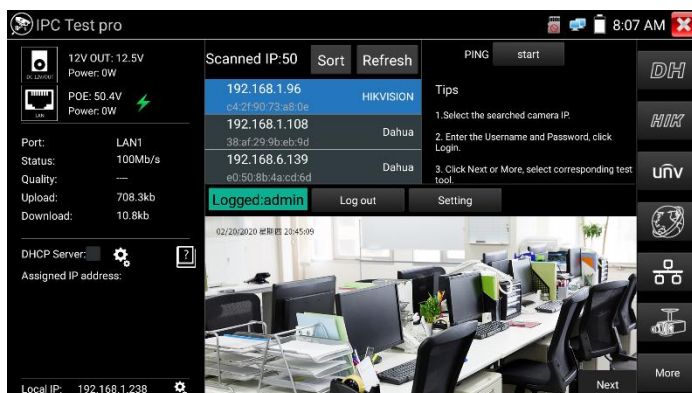 IPC Test pro
8:07 AM
12V OUT: 12.5V
Power: 0W
DC 12V/OUT
POE: 50.4V
Power: 0W
LAN
Port: LAN1
Status: 100Mb/s
Quality: ---
Upload: 708.3kb
Download: 10.8kb
DHCP Server:
?
Assigned IP address:
Local IP: 192.168.1.238
Scanned IP:50 Sort Refresh
192.168.1.96
c4:2f:90:73:a8:0e
HIKVISION
192.168.1.108
38:af:29:9b:eb:9d
Dahua
192.168.6.139
e0:50:8b:4a:cd:6d
Dahua
PING start
Tips
1.Select the searched camera IP.
2. Enter the Username and Password, click
Login.
3. Click Next or More, select corresponding test
tool.
Logged:admin Log out Setting
02/20/2020 星期四 20:45:09
Next
DH
HIK
unv
More